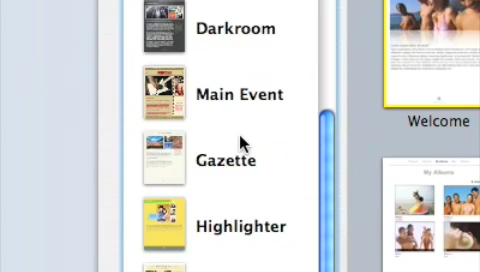 Darkroom
Main Event
Gazette
Highlighter
Welcome
My Albums